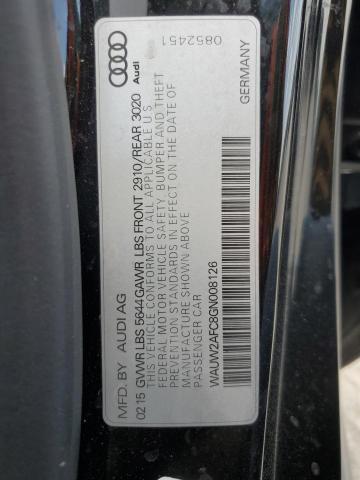 Audi
0852451
MFD. BY AUDI AG
02 15 GVWR LBS 5644 GAWR LBS FRONT 2910/REAR 3020
THIS VEHICLE CONFORMS TO ALL APPLICABLE U S
FEDERAL MOTOR VEHICLE SAFETY, BUMPER AND THEFT
PREVENTION STANDARDS IN EFFECT ON THE DATE OF
MANUFACTURE SHOWN ABOVE
PASSENGER CAR
WAUW2AFC8GN008126
GERMANY